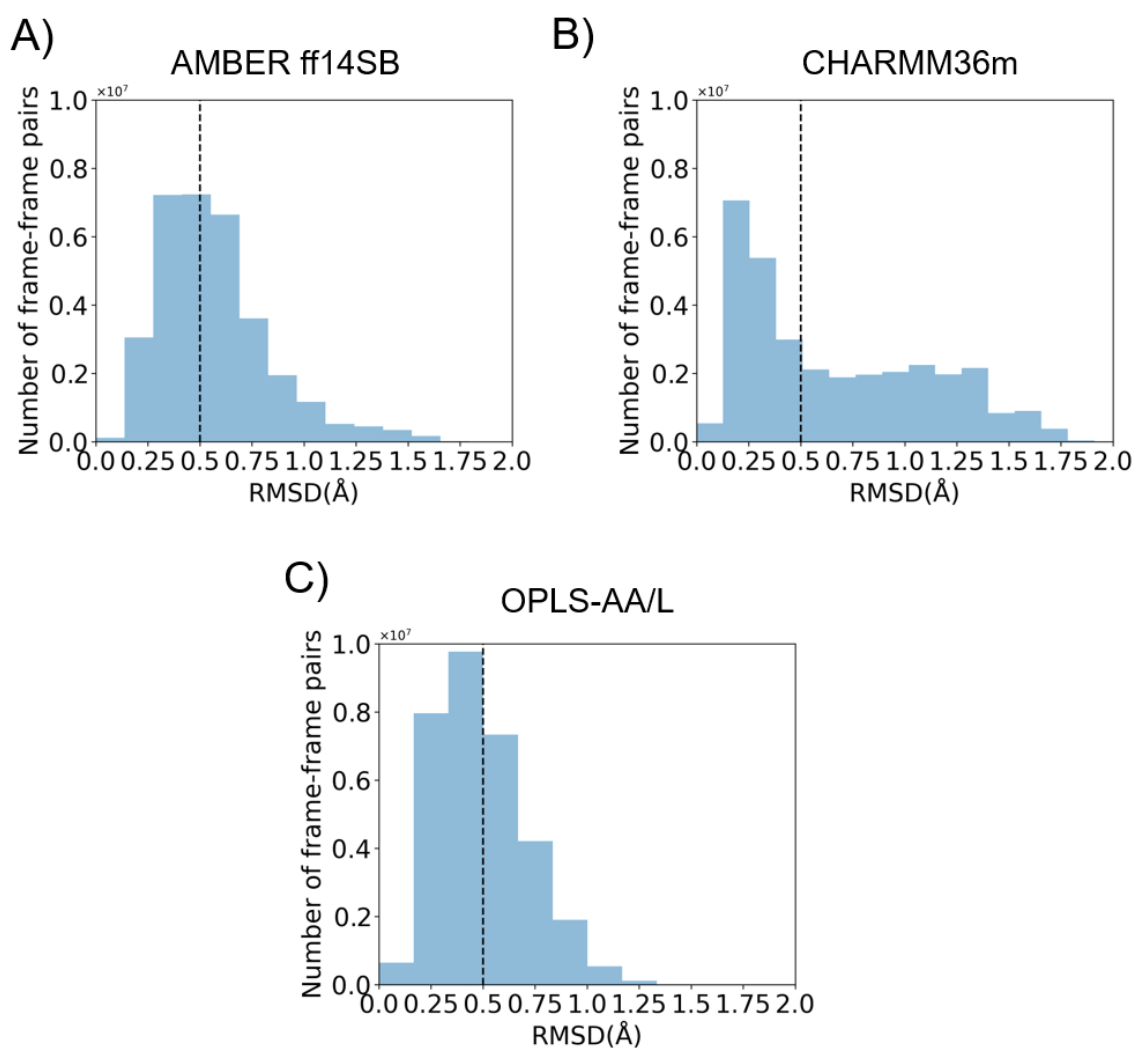 A)
AMBER ff14SB
×10⁷
Number of frame-frame pairs
1.0
0.8
0.6
0.4
0.2
0.0
0.0 0.25 0.5 0.75 1.0 1.25 1.5 1.75 2.0
RMSD(Å)
B)
CHARMM36m
×10⁷
Number of frame-frame pairs
1.0
0.8
0.6
0.4
0.2
0.0
0.0 0.25 0.5 0.75 1.0 1.25 1.5 1.75 2.0
RMSD(Å)
C)
OPLS-AA/L
×10⁷
Number of frame-frame pairs
1.0
0.8
0.6
0.4
0.2
0.0
0.0 0.25 0.5 0.75 1.0 1.25 1.5 1.75 2.0
RMSD(Å)